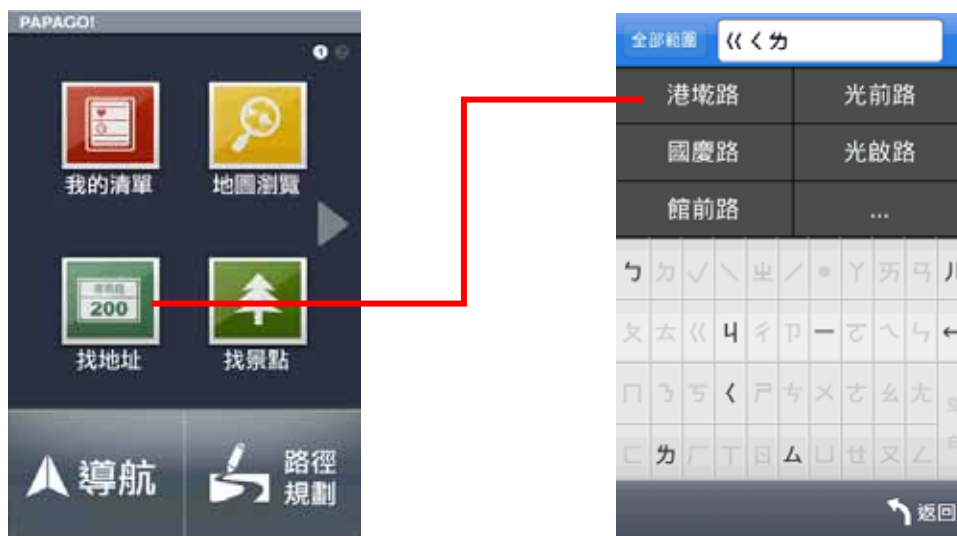 PAPAGO!
我的清單 地圖瀏覽
200
找地址 找景點
導航 路徑
規劃
全部範圍 ㄍㄑㄌ
港墘路 光前路
國慶路 光啟路
館前路 ...
ㄅ ㄉ ˇ ˋ ㄓ ˊ ˙ ㄚ ㄞ ㄢ ㄦ
ㄆ ㄊ ㄍ ㄐ ㄔ ㄗ ㄧ ㄛ ㄟ ㄣ ←
ㄇ ㄋ ㄎ ㄑ ㄕ ㄘ ㄨ ㄜ ㄠ ㄤ
ㄈ ㄌ ㄏ ㄒ ㄖ ㄙ ㄩ ㄝ ㄡ ㄥ
返回